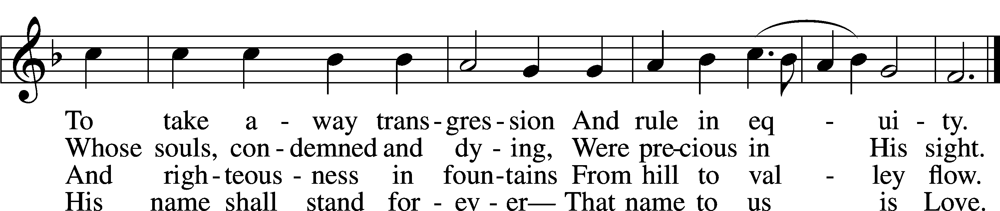 To take a - way trans - gres - sion And rule in eq - ui - ty.
Whose souls, con - demned and dy - ing, Were pre - cious in His sight.
And righ - teous - ness in foun - tains From hill to val - ley flow.
His name shall stand for - ev - er— That name to us is Love.